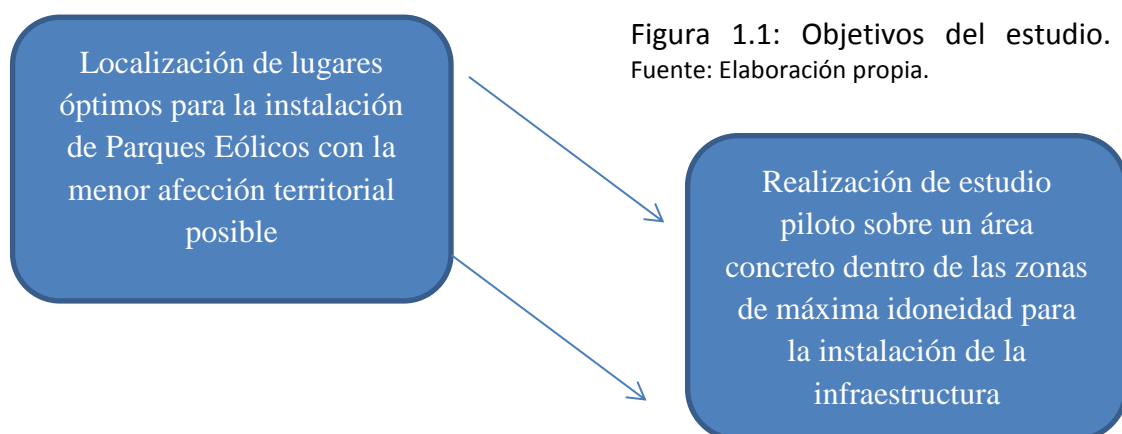 Figura 1.1: Objetivos del estudio.
Fuente: Elaboración propia.
Localización de lugares
óptimos para la instalación
de Parques Eólicos con la
menor afección territorial
posible
Realización de estudio
piloto sobre un área
concreto dentro de las zonas
de máxima idoneidad para
la instalación de la
infraestructura